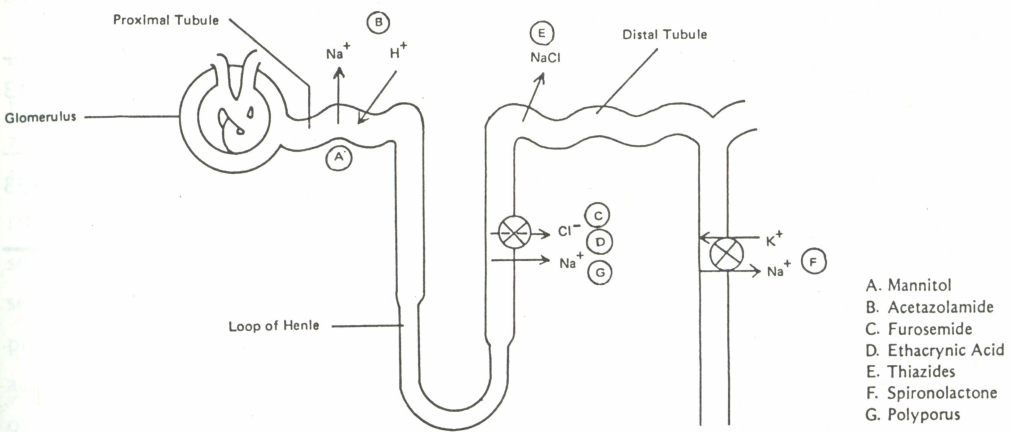 Proximal Tubule
B
Na+
H+
E
NaCl
Distal Tubule
Glomerulus
A
Cl−
C
D
Na+
G
K+
Na+
F
Loop of Henle
A. Mannitol
B. Acetazolamide
C. Furosemide
D. Ethacrynic Acid
E. Thiazides
F. Spironolactone
G. Polyporus